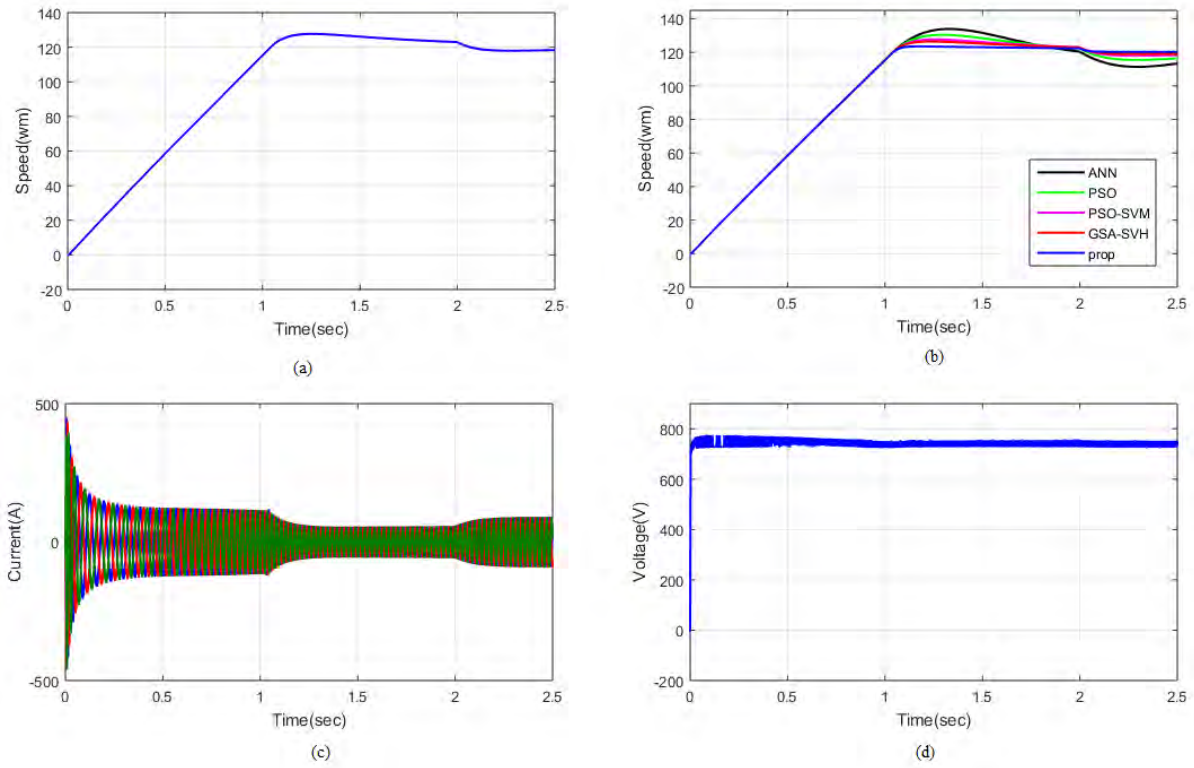 140
120
100
80
60
40
20
0
-20
Speed(wm)
0 0.5 1 1.5 2 2.5
Time(sec)
(a)
140
120
100
80
60
40
20
0
-20
Speed(wm)
ANN
PSO
PSO-SVM
GSA-SVH
prop
0 0.5 1 1.5 2 2.5
Time(sec)
(b)
500
0
-500
Current(A)
0 0.5 1 1.5 2 2.5
Time(sec)
(c)
800
600
400
200
0
-200
Voltage(V)
0 0.5 1 1.5 2 2.5
Time(sec)
(d)